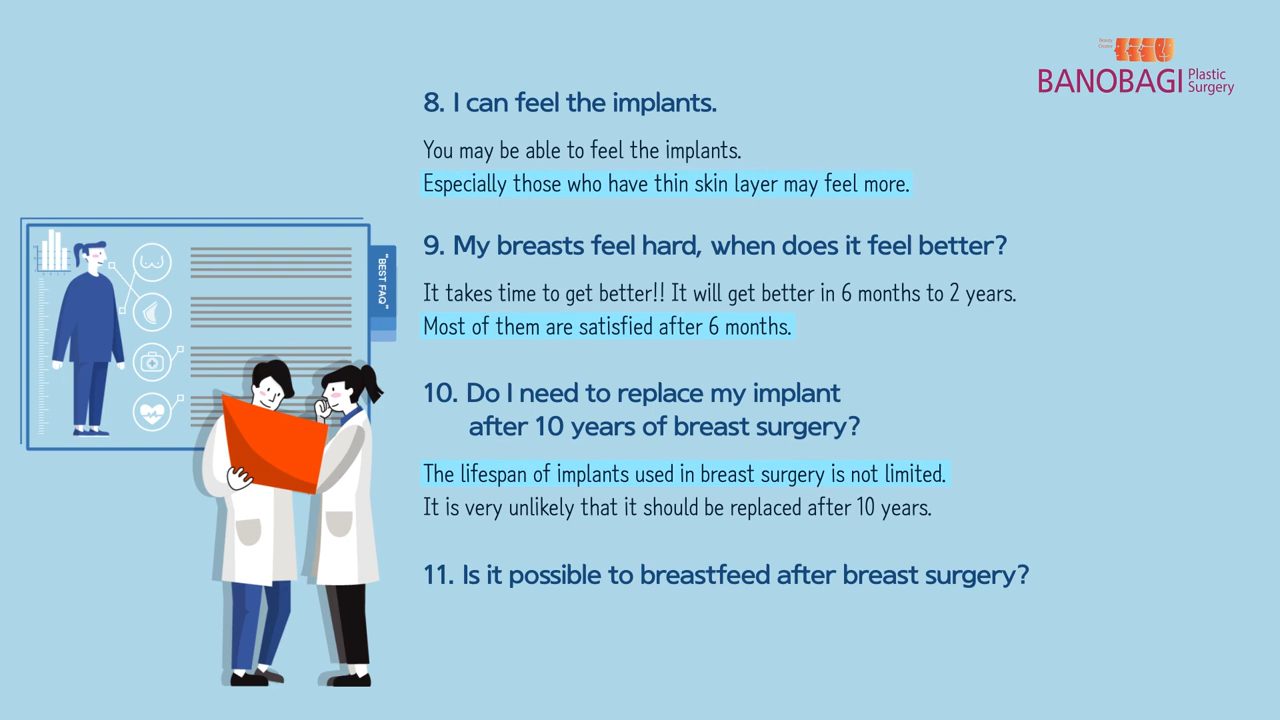 BANOBAGI Plastic Surgery
8. I can feel the implants.
You may be able to feel the implants.
Especially those who have thin skin layer may feel more.
9. My breasts feel hard, when does it feel better?
It takes time to get better!! It will get better in 6 months to 2 years.
Most of them are satisfied after 6 months.
10. Do I need to replace my implant
after 10 years of breast surgery?
The lifespan of implants used in breast surgery is not limited.
It is very unlikely that it should be replaced after 10 years.
11. Is it possible to breastfeed after breast surgery?
"BEST FAQ"